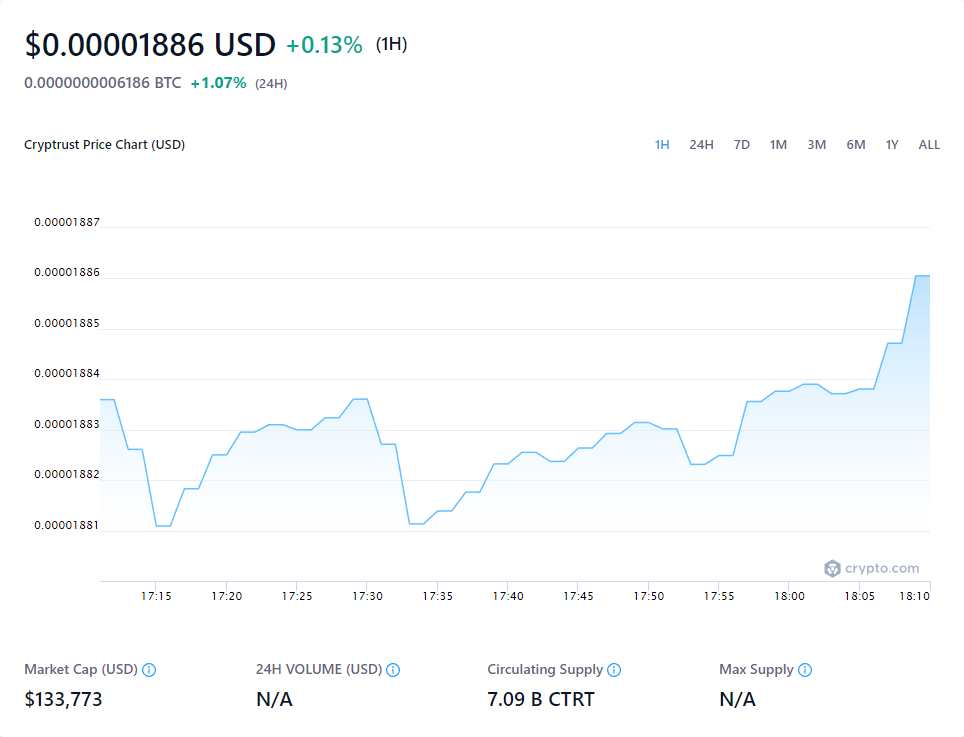 $0.00001886 USD +0.13% (1H)
0.0000000006186 BTC +1.07% (24H)
Cryptrust Price Chart (USD) 1H 24H 7D 1M 3M 6M 1Y ALL
0.00001887
0.00001886
0.00001885
0.00001884
0.00001883
0.00001882
0.00001881
crypto.com
17:15 17:20 17:25 17:30 17:35 17:40 17:45 17:50 17:55 18:00 18:05 18:10
Market Cap (USD) 24H VOLUME (USD) Circulating Supply Max Supply
$133,773 N/A 7.09 B CTRT N/A